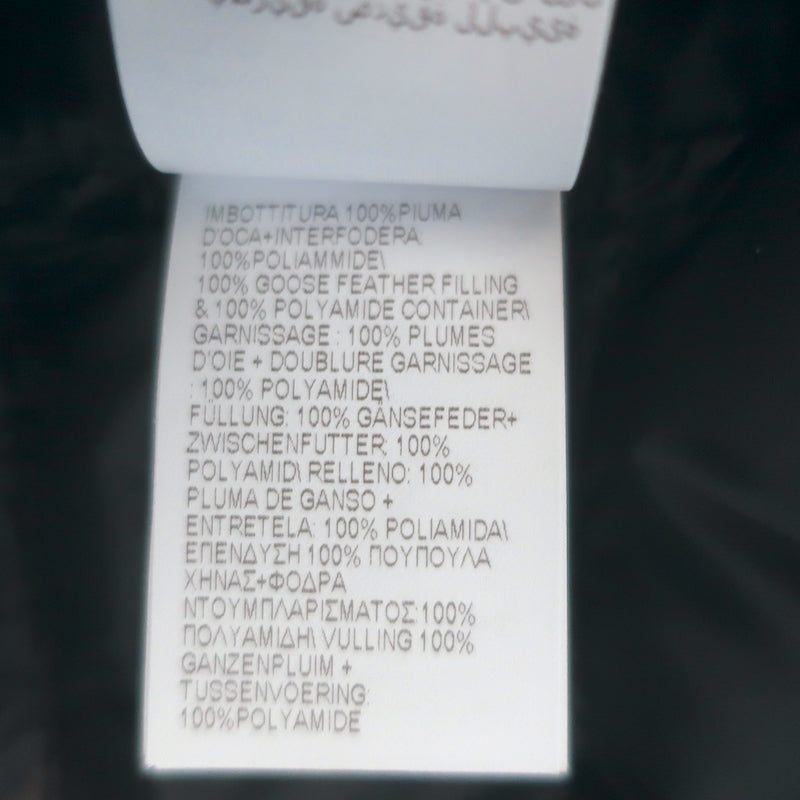 IMBOTTITURA 100%PIUMA
D'OCA+INTERFODERA:
100%POLIAMMIDE\
100% GOOSE FEATHER FILLING
& 100% POLYAMIDE CONTAINER\
GARNISSAGE : 100% PLUMES
D'OIE + DOUBLURE GARNISSAGE
: 100% POLYAMIDE\
FÜLLUNG: 100% GÄNSEFEDER+
ZWISCHENFUTTER: 100%
POLYAMID\ RELLENO: 100%
PLUMA DE GANSO +
ENTRETELA: 100% POLIAMIDA\
ΕΠΕΝΔΥΣΗ 100% ΠΟΥΠΟΥΛΑ
ΧΗΝΑΣ+ΦΟΔΡΑ
ΝΤΟΥΜΠΛΑΡΙΣΜΑΤΟΣ:100%
ΠΟΛΥΑΜΙΔΗ\ VULLING 100%
GANZENPLUIM +
TUSSENVOERING:
100%POLYAMIDE